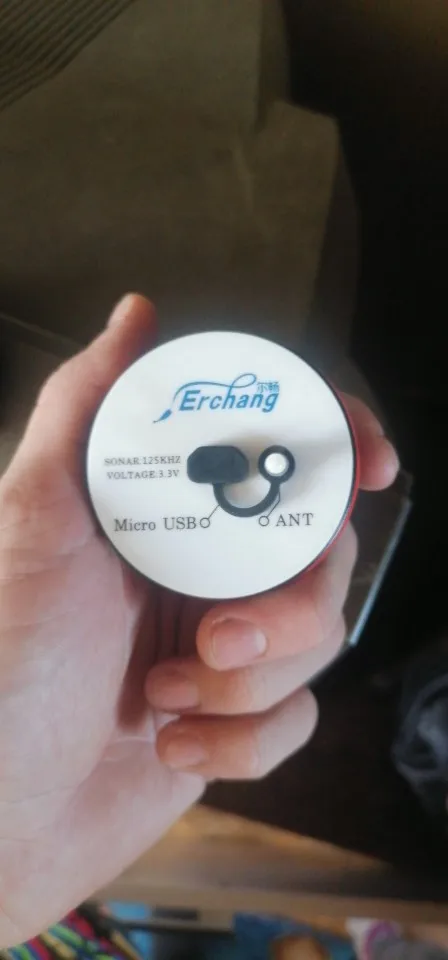 尔畅
Erchang
SONAR:125KHZ
VOLTAGE:3.3V
Micro USB
ANT